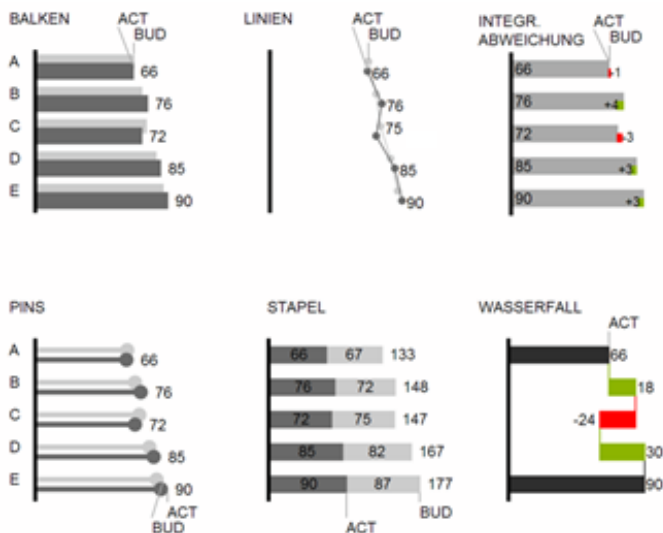 BALKEN
ACT
BUD
A
66
B
76
C
72
D
85
E
90
LINIEN
ACT
BUD
66
76
75
85
90
INTEGR.
ABWEICHUNG
ACT
BUD
66
+1
76
+4
72
-3
85
+3
90
+3
PINS
A
66
B
76
C
72
D
85
E
90
ACT
BUD
STAPEL
66 67 133
76 72 148
72 75 147
85 82 167
90 87 177
BUD
ACT
WASSERFALL
ACT
66
18
-24
30
90